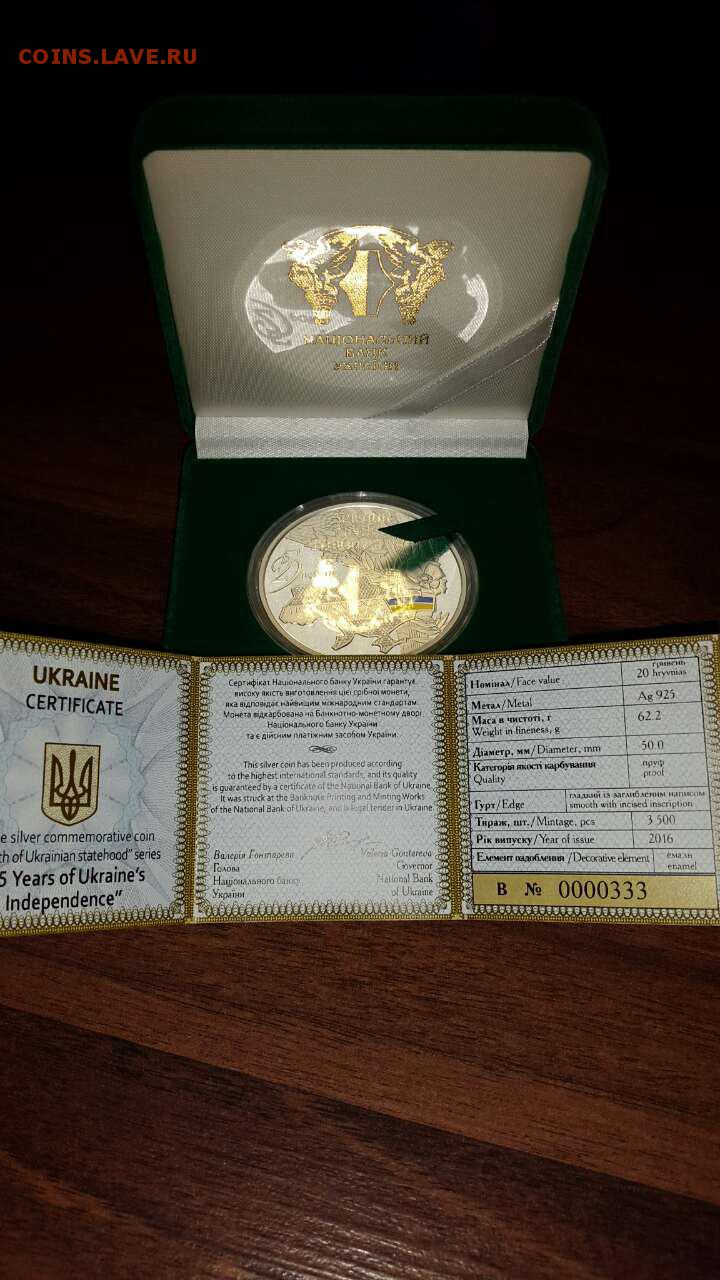 COINS.LAVE.RU
НАЦІОНАЛЬНИЙ
БАНК
УКРАЇНИ
25
UKRAINE
CERTIFICATE
e silver commemorative coin
th of Ukrainian statehood" series
5 Years of Ukraine's
Independence"
Сертифікат Національного банку України гарантує
високу якість виготовлення цієї срібної монети,
яка відповідає найвищим міжнародним стандартам.
Монета відкарбована на Банкнотно-монетному дворі
Національного банку України
та є дійсним платіжним засобом України.
This silver coin has been produced according
to the highest international standards, and its quality
is guaranteed by a certificate of the National Bank of Ukraine.
It was struck at the Banknote Printing and Minting Works
of the National Bank of Ukraine, and is legal tender in Ukraine.
Валерія Гонтарева Valeria Gontareva
Голова Governor
Національного банку National Bank
України of Ukraine
Номінал/Face value гривень 20 hryvnias
Метал/Metal Ag 925
Маса в чистоті, г 62.2
Weight in fineness, g
Діаметр, мм/Diameter, mm 50.0
Категорія якості карбування пруф
Quality proof
Гурт/Edge гладкий із заглибленим написом
smooth with incised inscription
Тираж, шт./Mintage, pcs 3 500
Рік випуску/Year of issue 2016
Елемент оздоблення/Decorative element емаль
enamel
В № 0000333